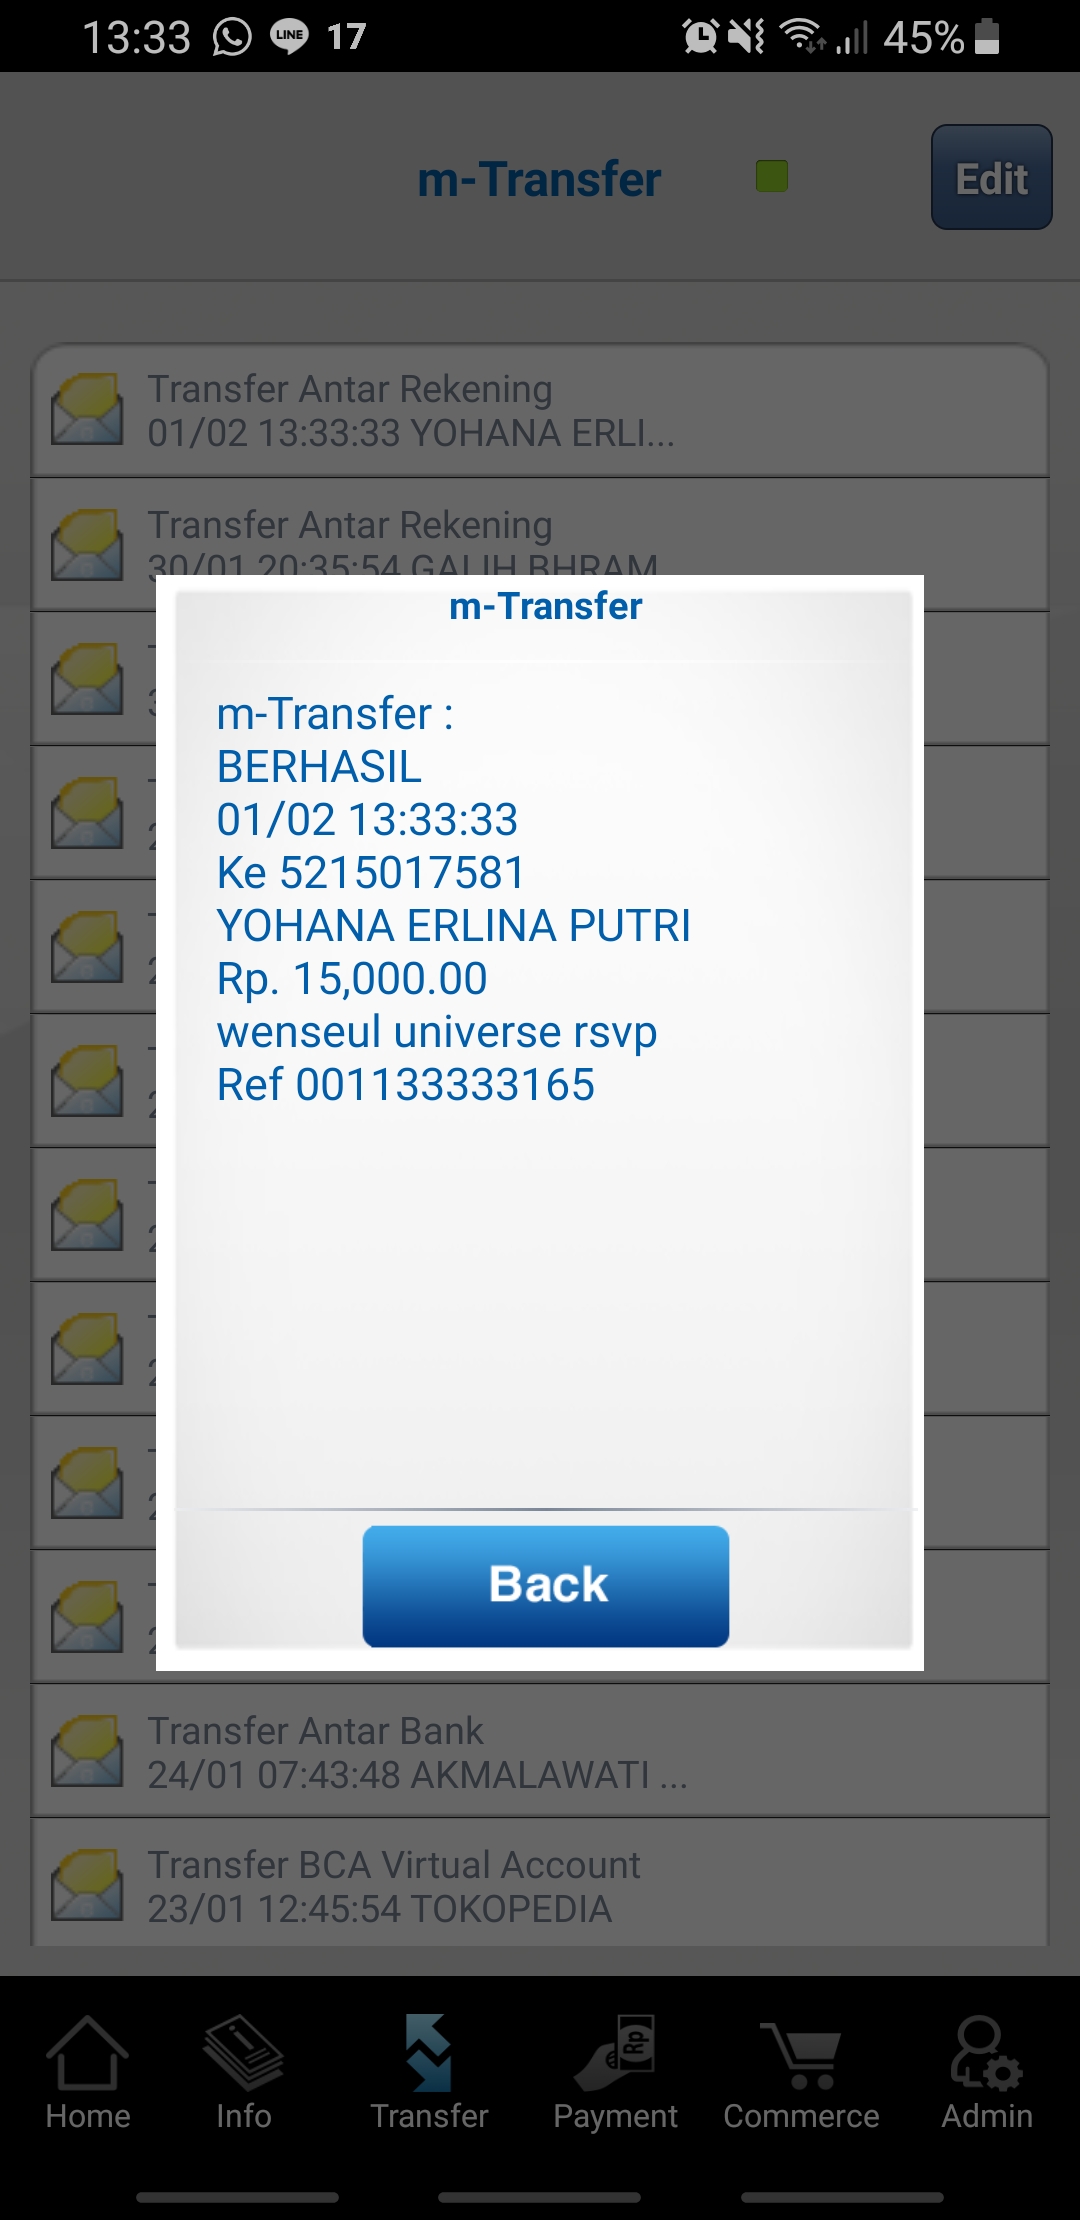 13:33 LINE 17 45%
m-Transfer
Edit
Transfer Antar Rekening
01/02 13:33:33 YOHANA ERLI...
Transfer Antar Rekening
30/01 20:35:54 GALIH BHRAM
m-Transfer
m-Transfer :
BERHASIL
01/02 13:33:33
Ke 5215017581
YOHANA ERLINA PUTRI
Rp. 15,000.00
wenseul universe rsvp
Ref 001133333165
Back
Transfer Antar Bank
24/01 07:43:48 AKMALAWATI ...
Transfer BCA Virtual Account
23/01 12:45:54 TOKOPEDIA
Rp
Home Info Transfer Payment Commerce Admin